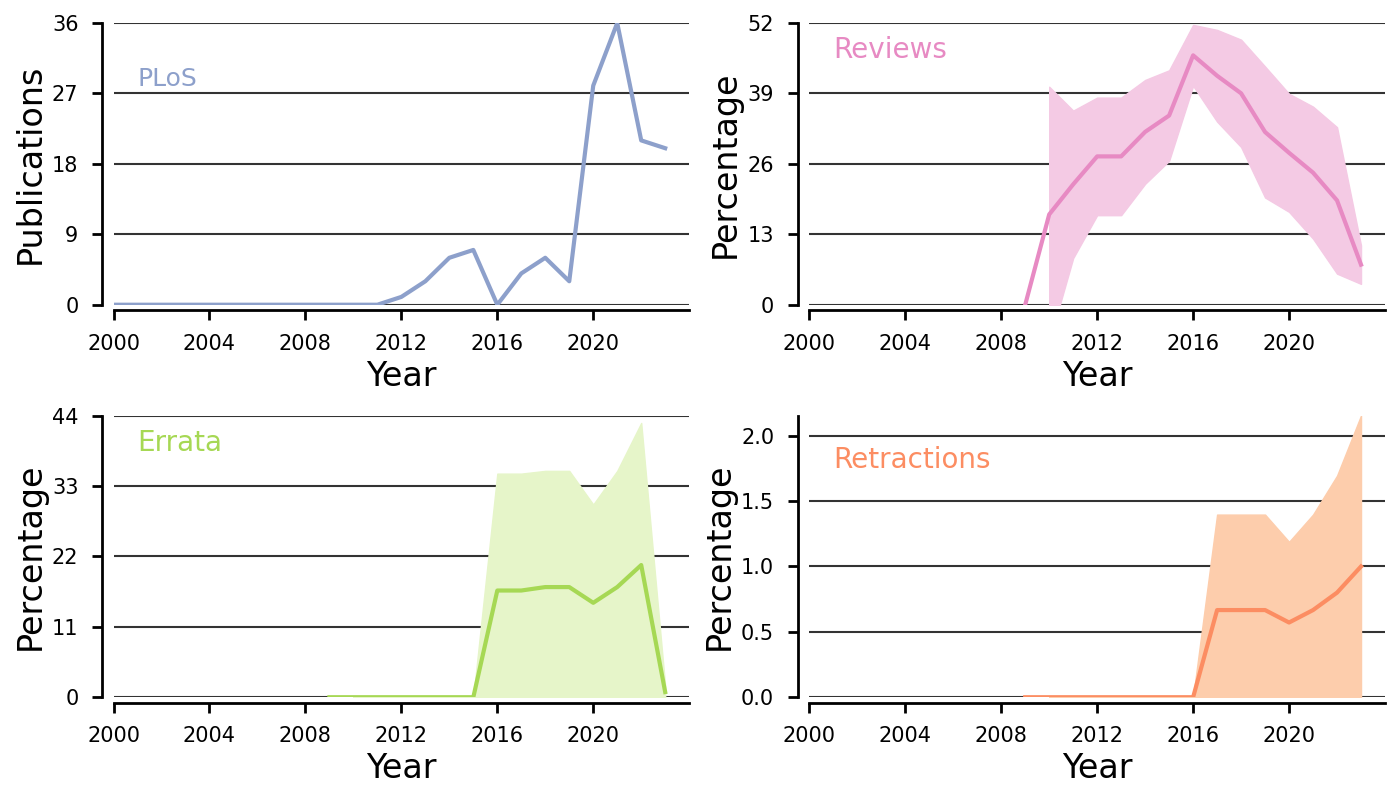 Publications
36
27
18
9
0
PLoS
2000 2004 2008 2012 2016 2020
Year
Percentage
52
39
26
13
0
Reviews
2000 2004 2008 2012 2016 2020
Year
Percentage
44
33
22
11
0
Errata
2000 2004 2008 2012 2016 2020
Year
Percentage
2.0
1.5
1.0
0.5
0.0
Retractions
2000 2004 2008 2012 2016 2020
Year